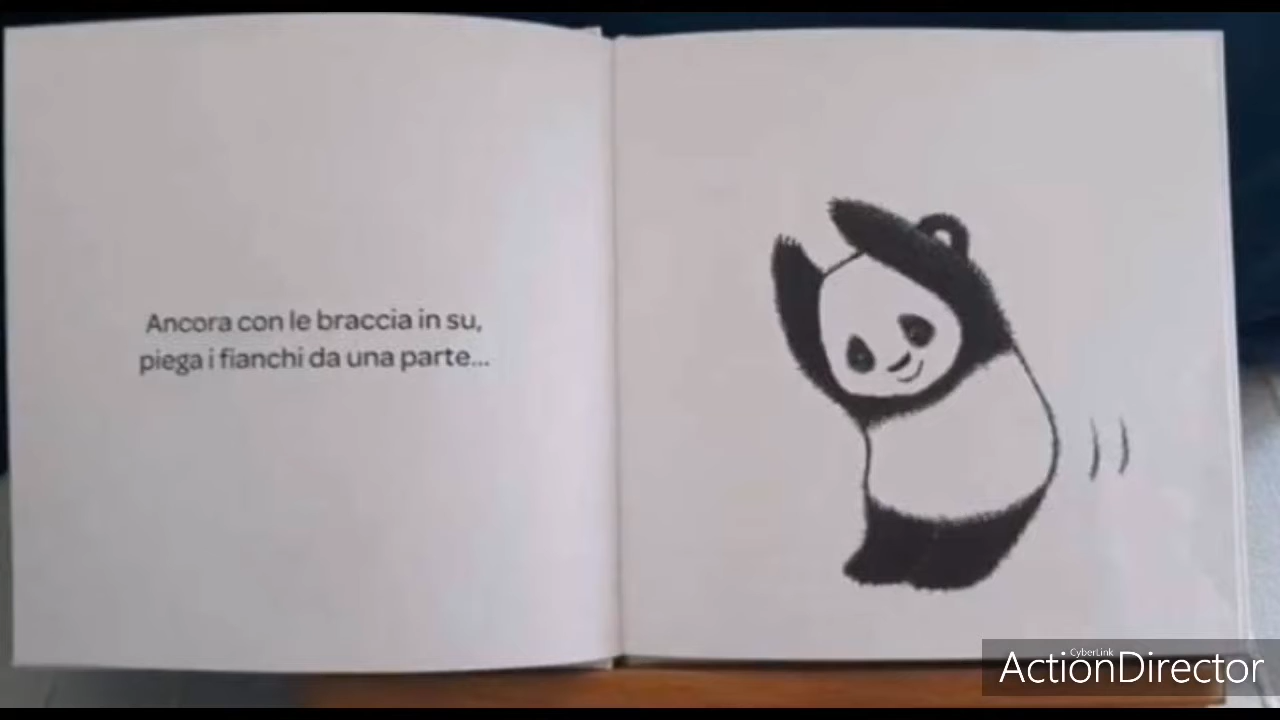 Ancora con le braccia in su,
piega i fianchi da una parte...
CyberLink
ActionDirector